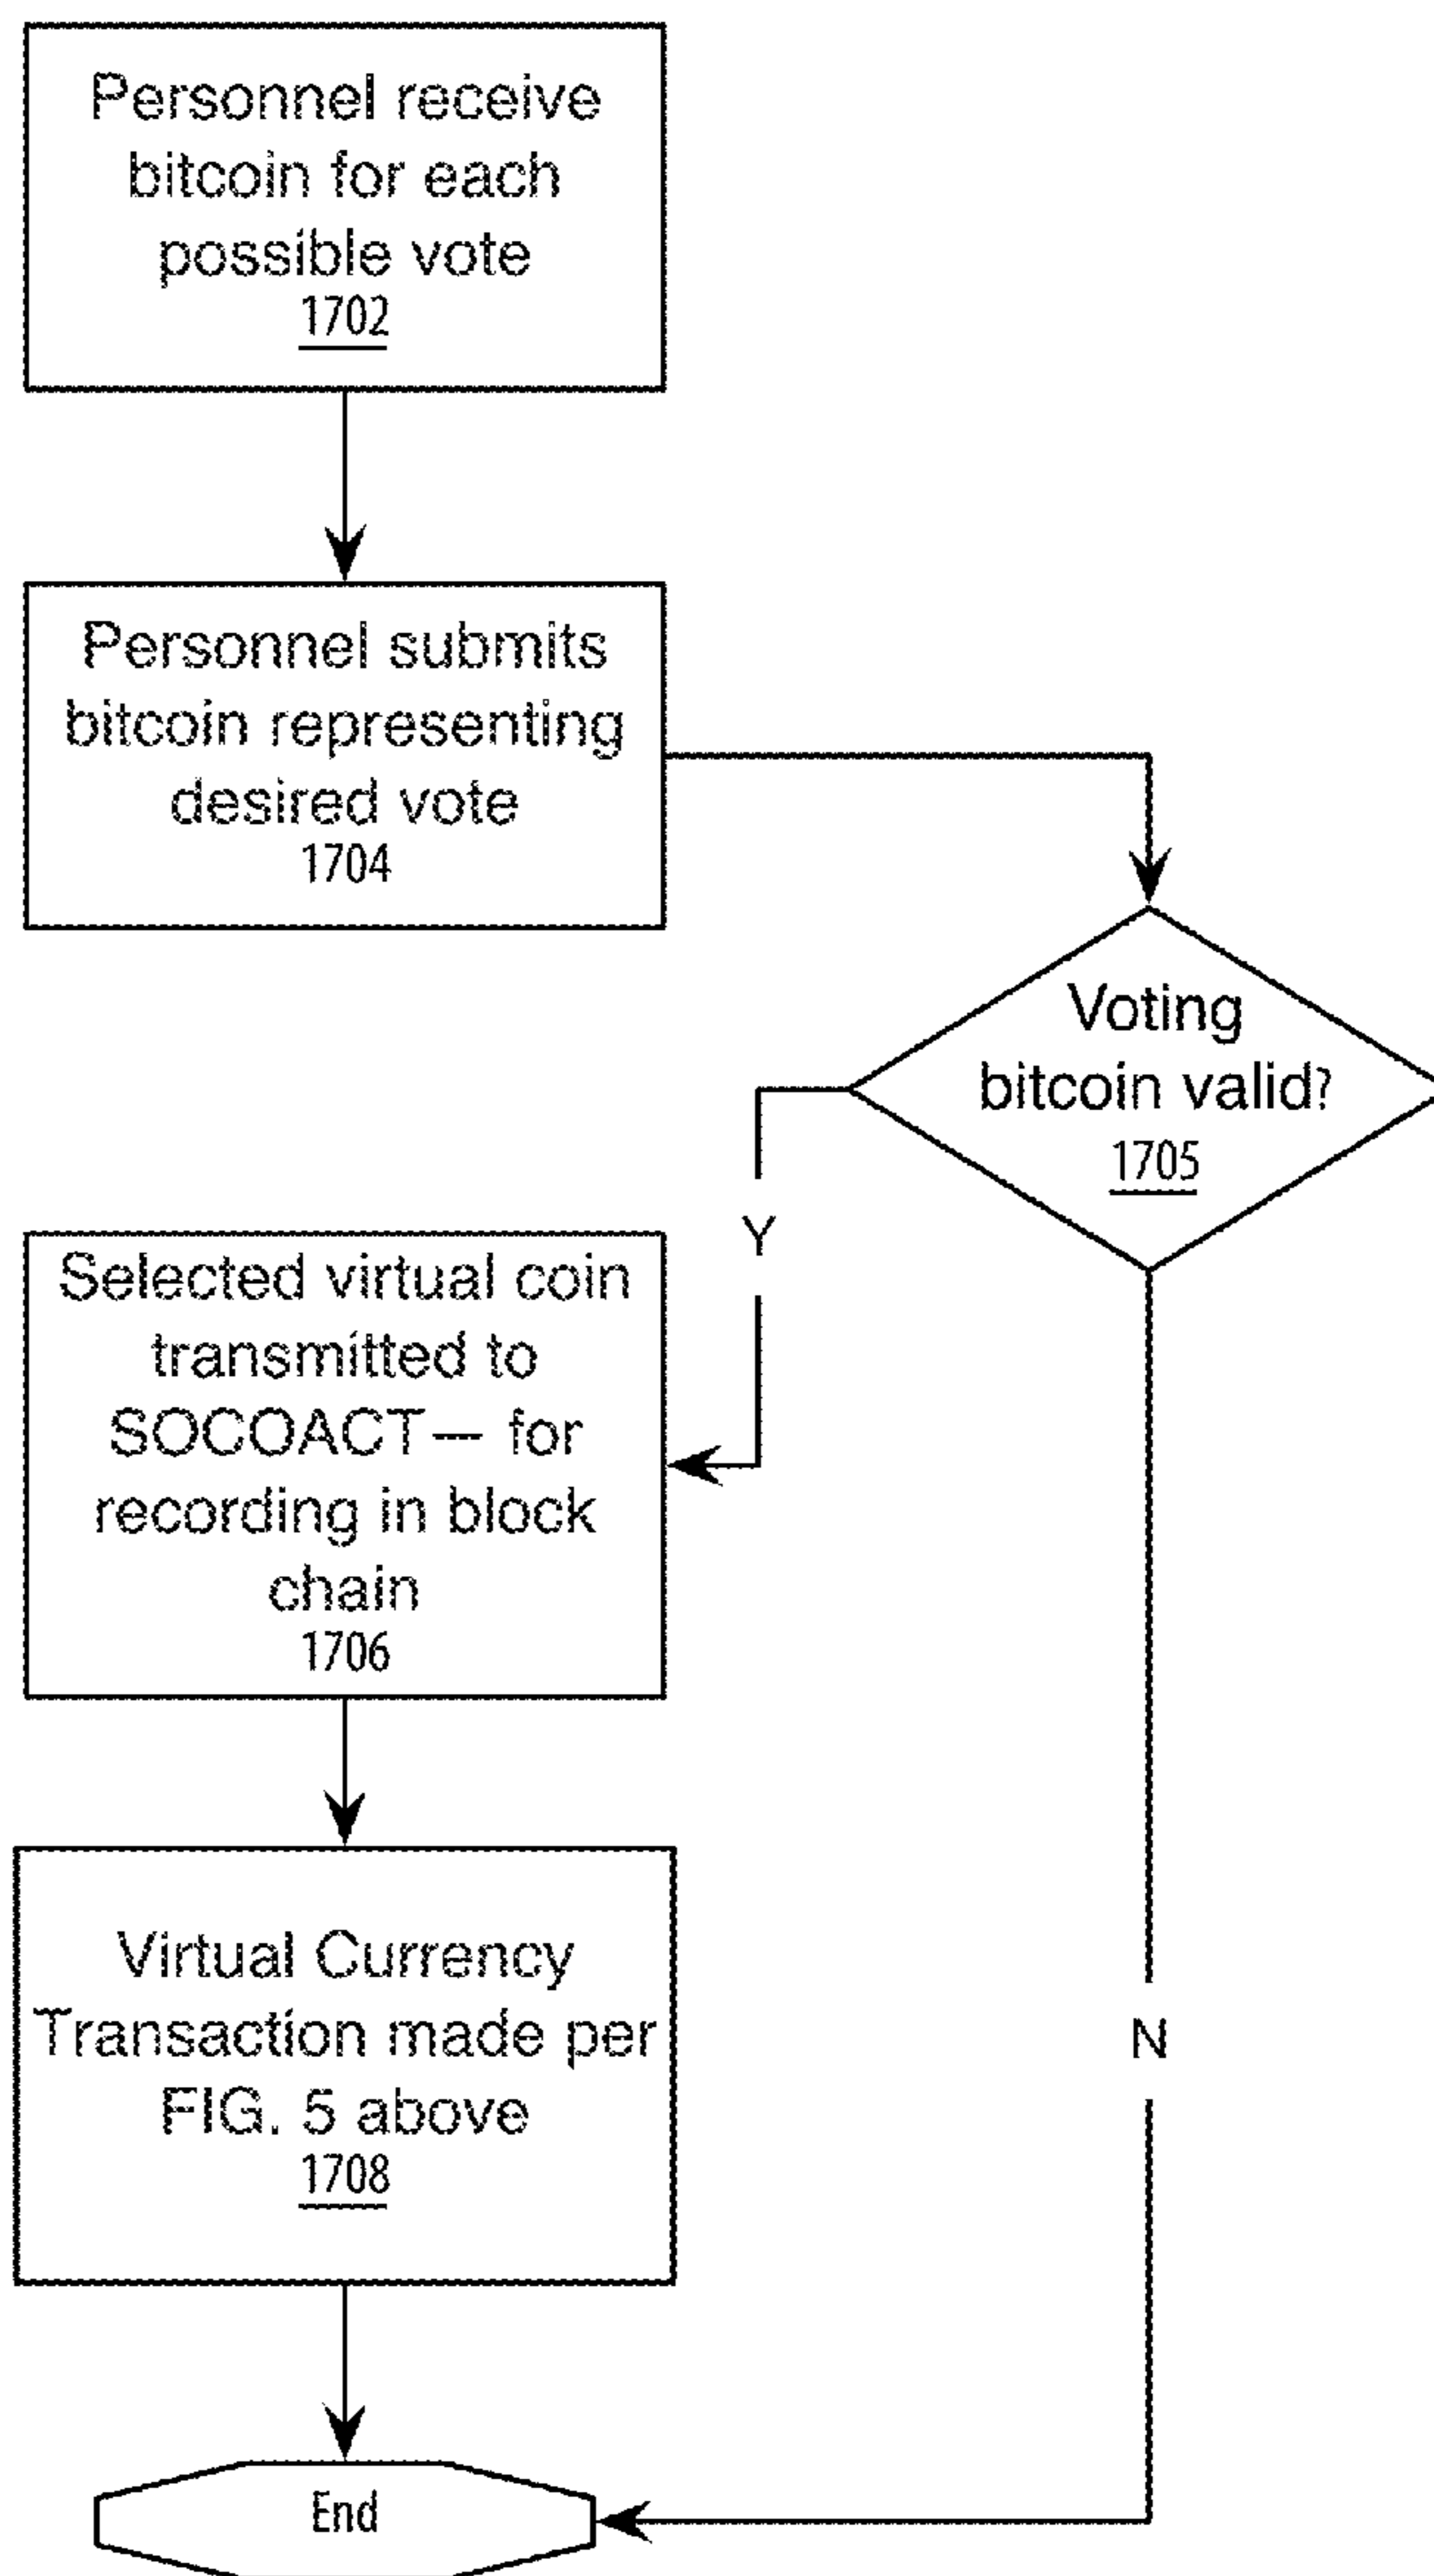 Personnel receive
bitcoin for each
possible vote
1702
Personnel submits
bitcoin representing
desired vote
1704
Voting
bitcoin valid?
1705
Y
Selected virtual coin
transmitted to
SOCOACT— for
recording in block
chain
1706
Virtual Currency
Transaction made per
FIG. 5 above
1708
N
End